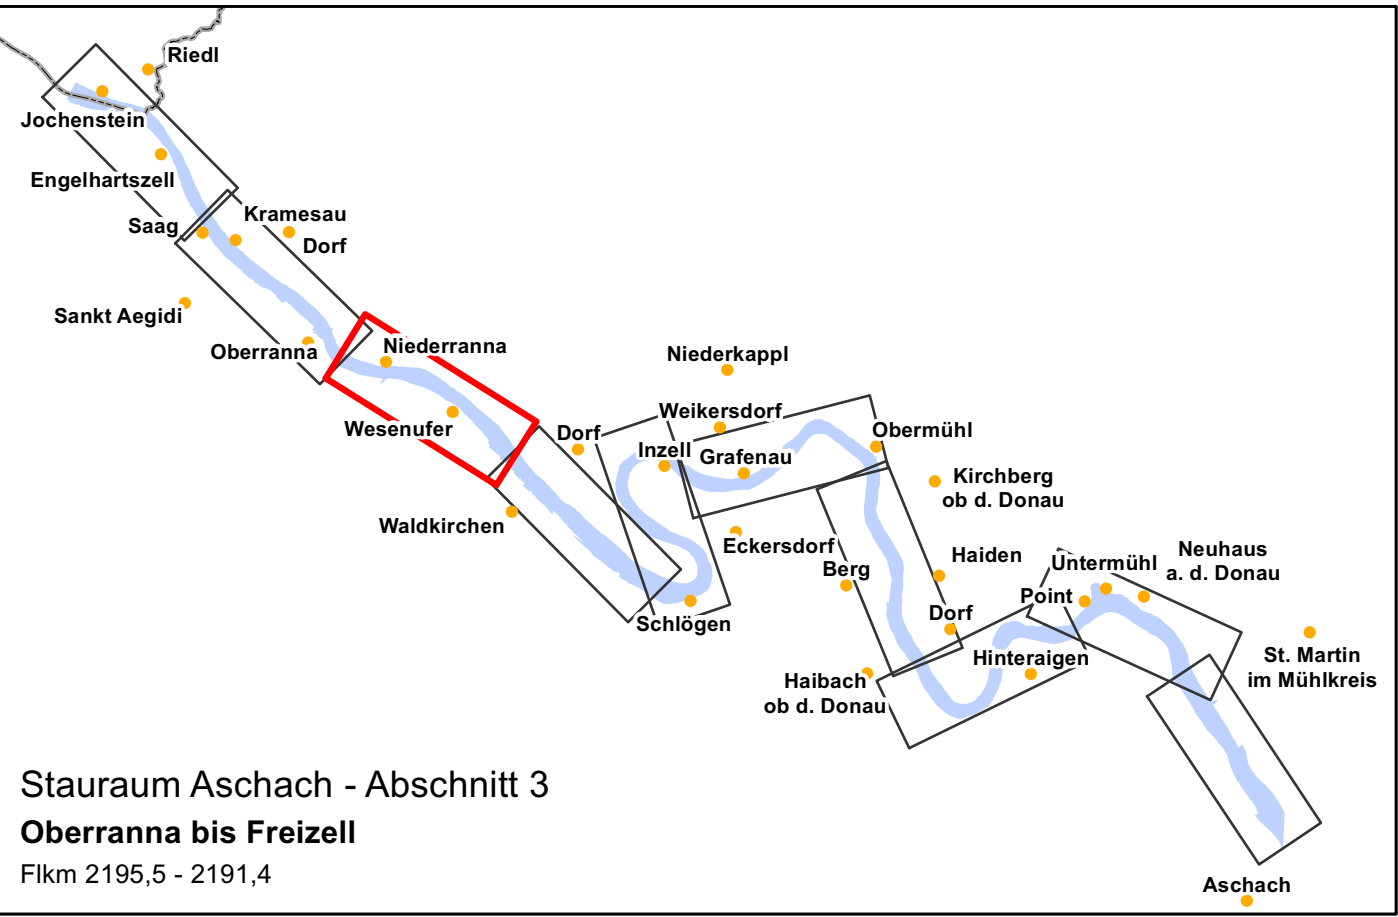 Riedl
Jochenstein
Engelhartszell
Saag
Kramesau
Dorf
Sankt Aegidi
Oberranna
Niederranna
Niederkappl
Wesenufer
Weikersdorf
Dorf
Inzell
Grafenau
Obermühl
Kirchberg
ob d. Donau
Waldkirchen
Eckersdorf
Berg
Haiden
Untermühl
Neuhaus
a. d. Donau
Point
Schlögen
Dorf
Hinteraigen
St. Martin
im Mühlkreis
Haibach
ob d. Donau
Stauraum Aschach - Abschnitt 3
Oberranna bis Freizell
Flkm 2195,5 - 2191,4
Aschach